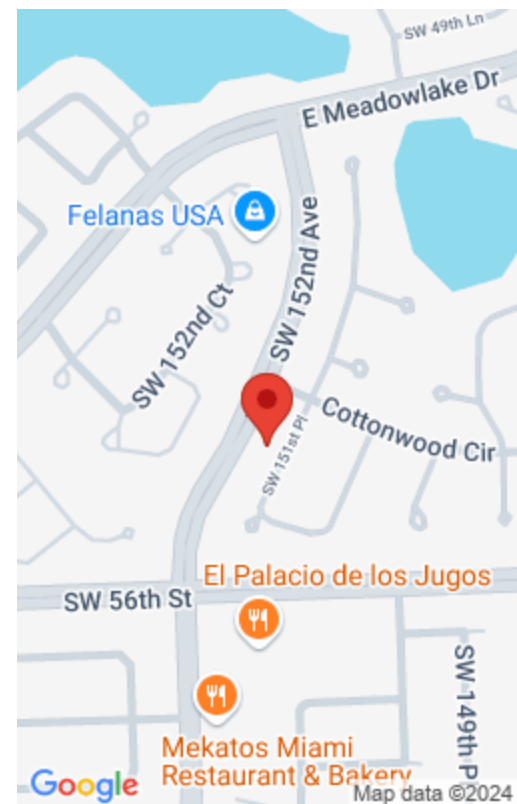 SW 49th Ln
E Meadowlake Dr
Felanas USA
SW 152nd Ave
SW 152nd Ct
Cottonwood Cir
SW 151st Pl
El Palacio de los Jugos
SW 56th St
SW 149th P
Mekatos Miami
Restaurant & Bakery
Google
Map data ©2024